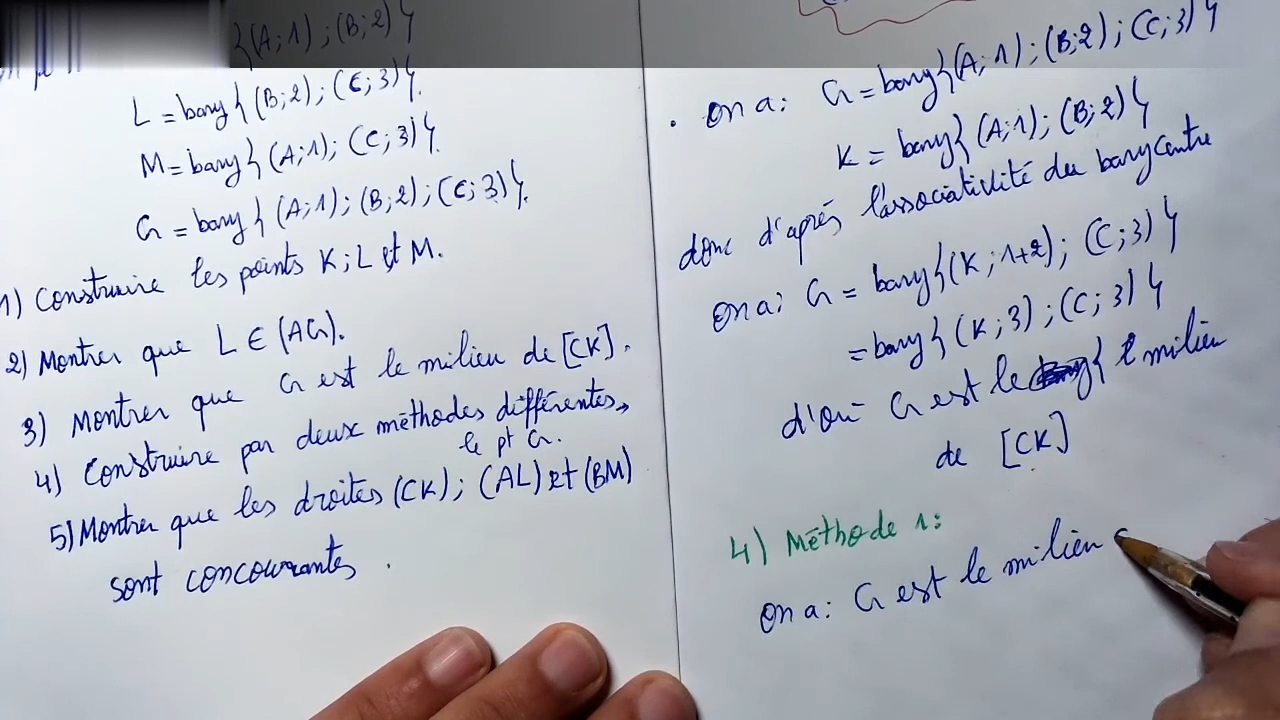 {(A;1) ; (B;2)}
L = bary{(B;2) ; (C;3)}.
M = bary{(A;1) ; (C;3)}.
G = bary{(A;1) ; (B;2) ; (C;3)}.
1) Construire les points K ; L et M.
2) Montrer que L ∈ (AG).
3) Montrer que G est le milieu de [CK].
4) Construire par deux méthodes différentes
le pt G.
5) Montrer que les droites (CK) ; (AL) et (BM)
sont concourantes.
. on a: G = bary{(A;1) ; (B;2) ; (C;3)}
K = bary{(A;1) ; (B;2)}
donc d'après l'associativité du barycentre
on a: G = bary{(K;1+2) ; (C;3)}
= bary{(K;3) ; (C;3)}
d'où G est le milieu
de [CK]
4) Méthode 1:
on a: G est le milieu